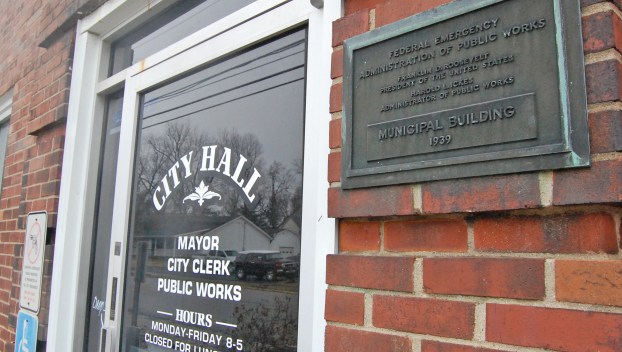 CITY HALL
MAYOR
CITY CLERK
PUBLIC WORKS
HOURS
MONDAY-FRIDAY 8-5
CLOSED FOR
FEDERAL EMERGENCY
ADMINISTRATION OF PUBLIC WORKS
FRANKLIN D. ROOSEVELT
PRESIDENT OF THE UNITED STATES
HAROLD L. ICKES
ADMINISTRATOR OF PUBLIC WORKS
MUNICIPAL BUILDING
1939